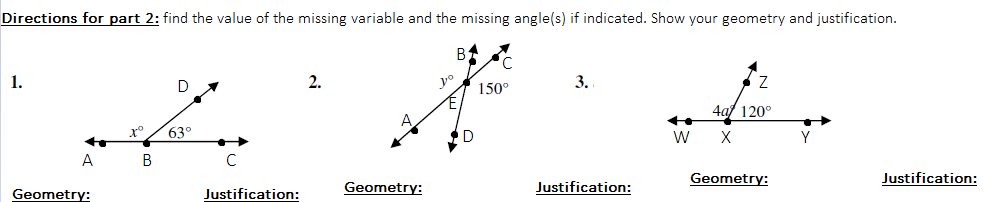 Directions for part 2: find the value of the missing variable and the missing angle(s) if indicated. Show your geometry and justification.
1.
D
x°
63°
A
B
C
Geometry:
Justification:
2.
B
C
y°
150°
E
A
D
Geometry:
Justification:
3.
Z
4a°
120°
W
X
Y
Geometry:
Justification: